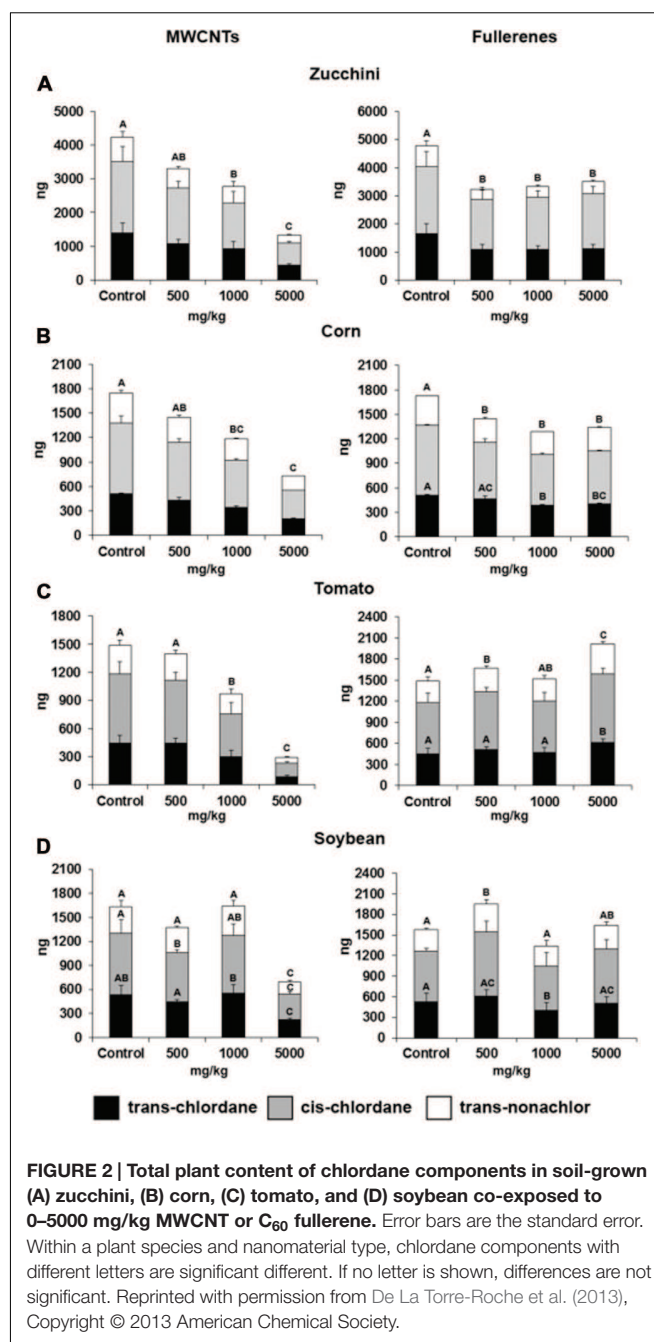 MWCNTs
Fullerenes
Zucchini
A
5000
4000
3000
2000
1000
0
ng
A
AB
B
C
Control 500 1000 5000
mg/kg
6000
5000
4000
3000
2000
1000
0
ng
A
B
B
B
Control 500 1000 5000
mg/kg
Corn
B
2100
1800
1500
1200
900
600
300
0
ng
A
AB
BC
C
Control 500 1000 5000
mg/kg
2100
1800
1500
1200
900
600
300
0
ng
A
B
B
B
A
AC
B
BC
Control 500 1000 5000
mg/kg
Tomato
C
1800
1500
1200
900
600
300
0
ng
A
A
B
C
Control 500 1000 5000
mg/kg
2400
2100
1800
1500
1200
900
600
300
0
ng
A
B
AB
C
A
A
A
B
Control 500 1000 5000
mg/kg
Soybean
D
2100
1800
1500
1200
900
600
300
0
ng
A
A
A
C
A
B
AB
C
AB
A
B
C
Control 500 1000 5000
mg/kg
2400
2100
1800
1500
1200
900
600
300
0
ng
A
B
A
AB
A
AC
B
AC
Control 500 1000 5000
mg/kg
trans-chlordane cis-chlordane trans-nonachlor
FIGURE 2 | Total plant content of chlordane components in soil-grown
(A) zucchini, (B) corn, (C) tomato, and (D) soybean co-exposed to
0–5000 mg/kg MWCNT or C60 fullerene. Error bars are the standard error.
Within a plant species and nanomaterial type, chlordane components with
different letters are significant different. If no letter is shown, differences are not
significant. Reprinted with permission from De La Torre-Roche et al. (2013),
Copyright © 2013 American Chemical Society.